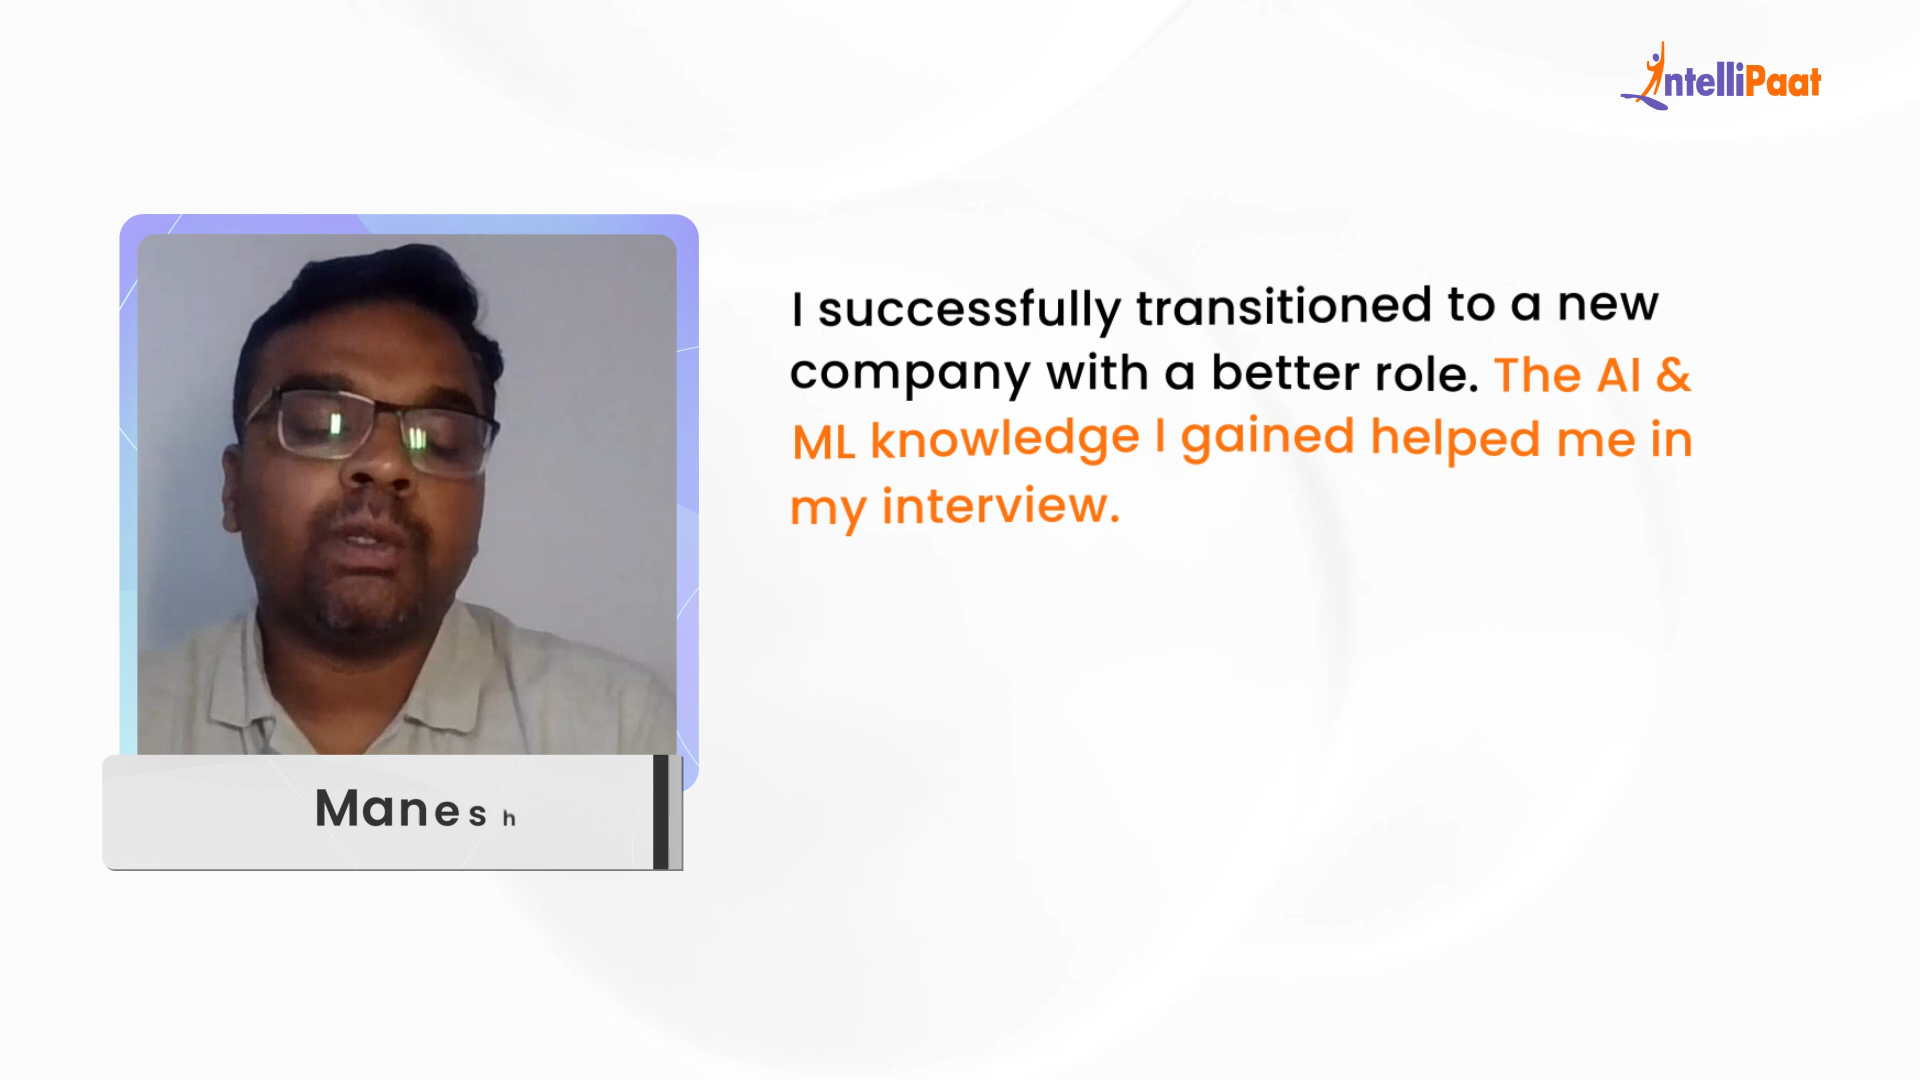 IntelliPaat
I successfully transitioned to a new
company with a better role. The AI &
ML knowledge I gained helped me in
my interview.
Manesh